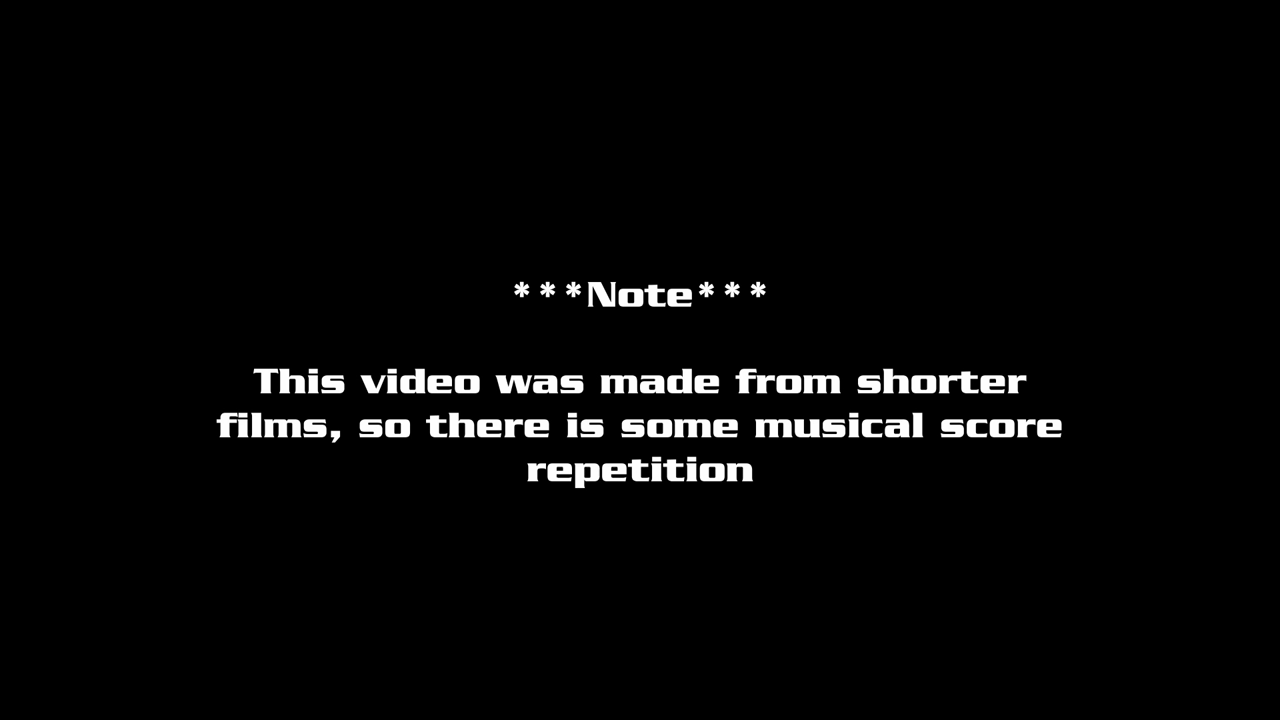 ***Note***
This video was made from shorter
films, so there is some musical score
repetition